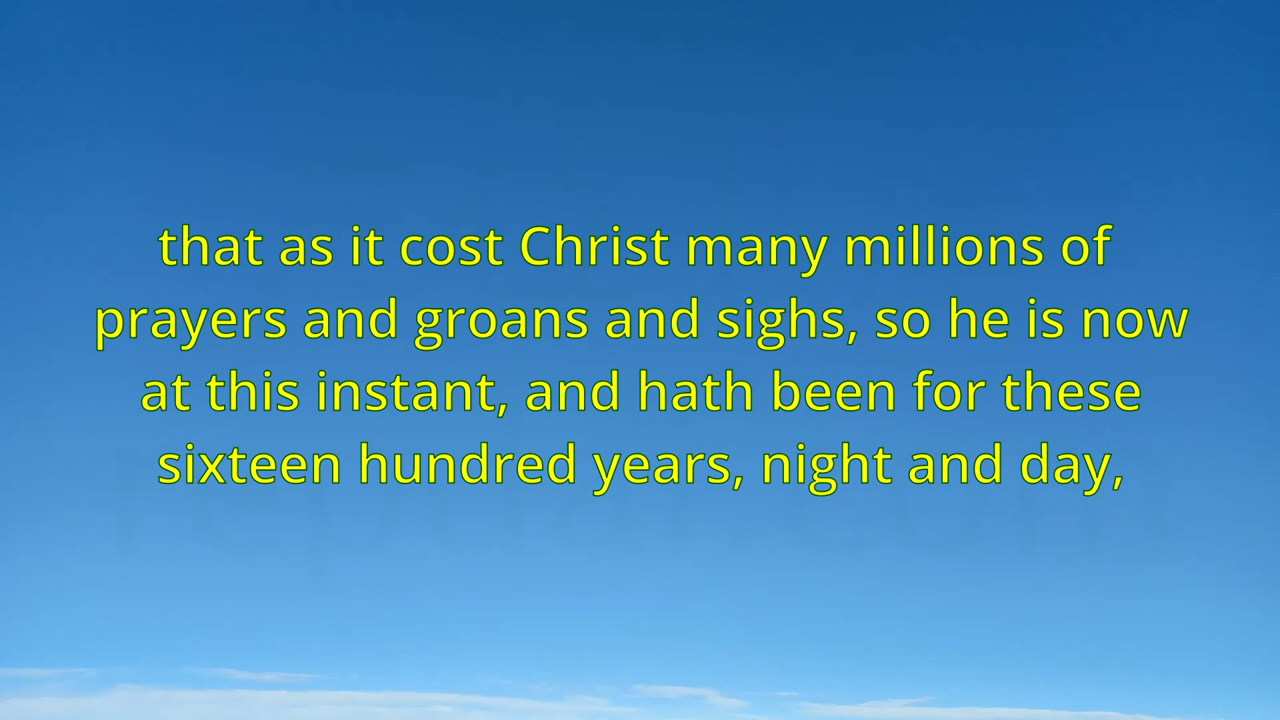 that as it cost Christ many millions of
prayers and groans and sighs, so he is now
at this instant, and hath been for these
sixteen hundred years, night and day,